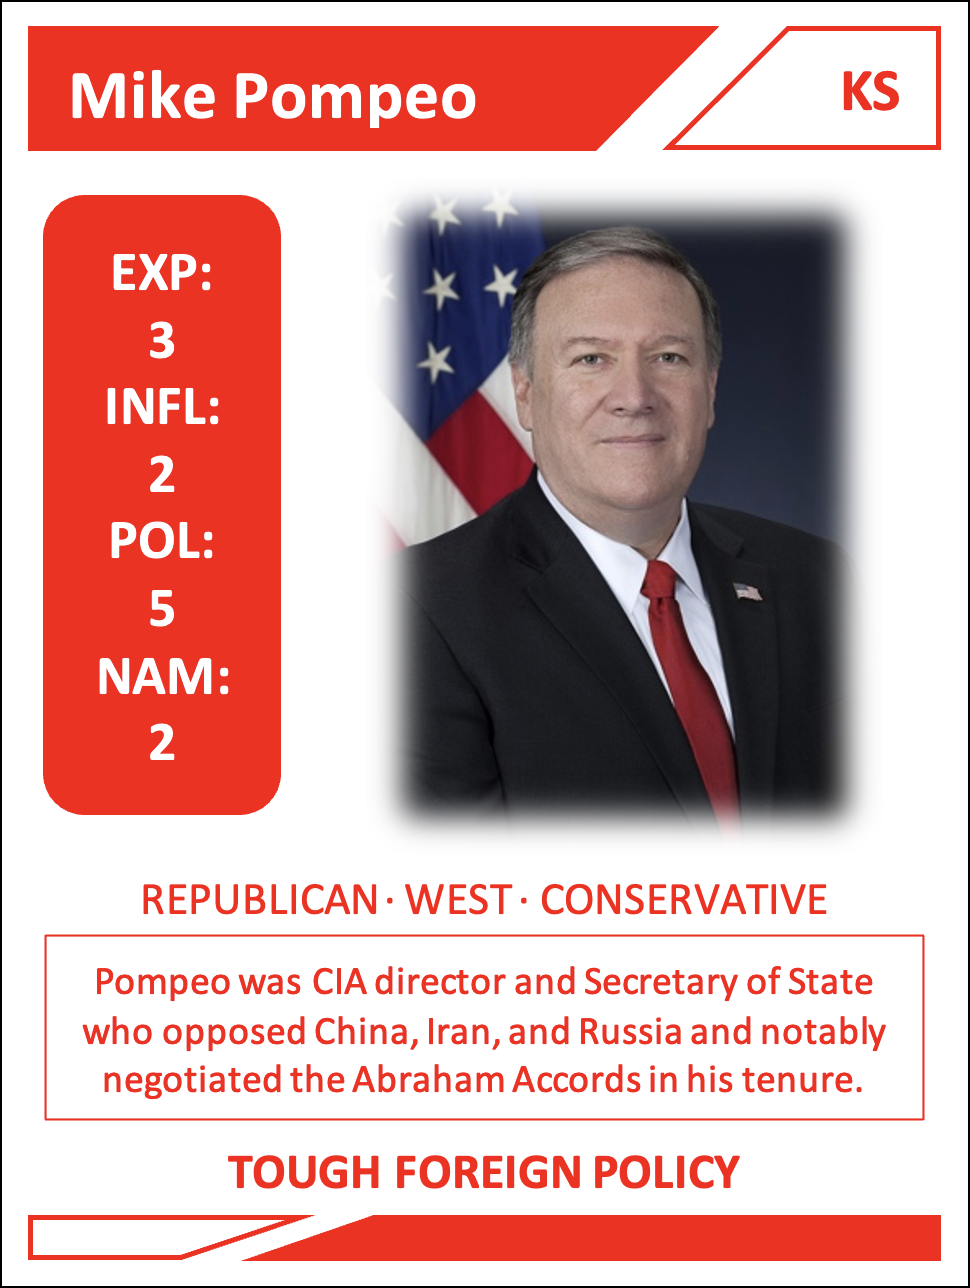 Mike Pompeo
KS
EXP:
3
INFL:
2
POL:
5
NAM:
2
REPUBLICAN · WEST · CONSERVATIVE
Pompeo was CIA director and Secretary of State
who opposed China, Iran, and Russia and notably
negotiated the Abraham Accords in his tenure.
TOUGH FOREIGN POLICY